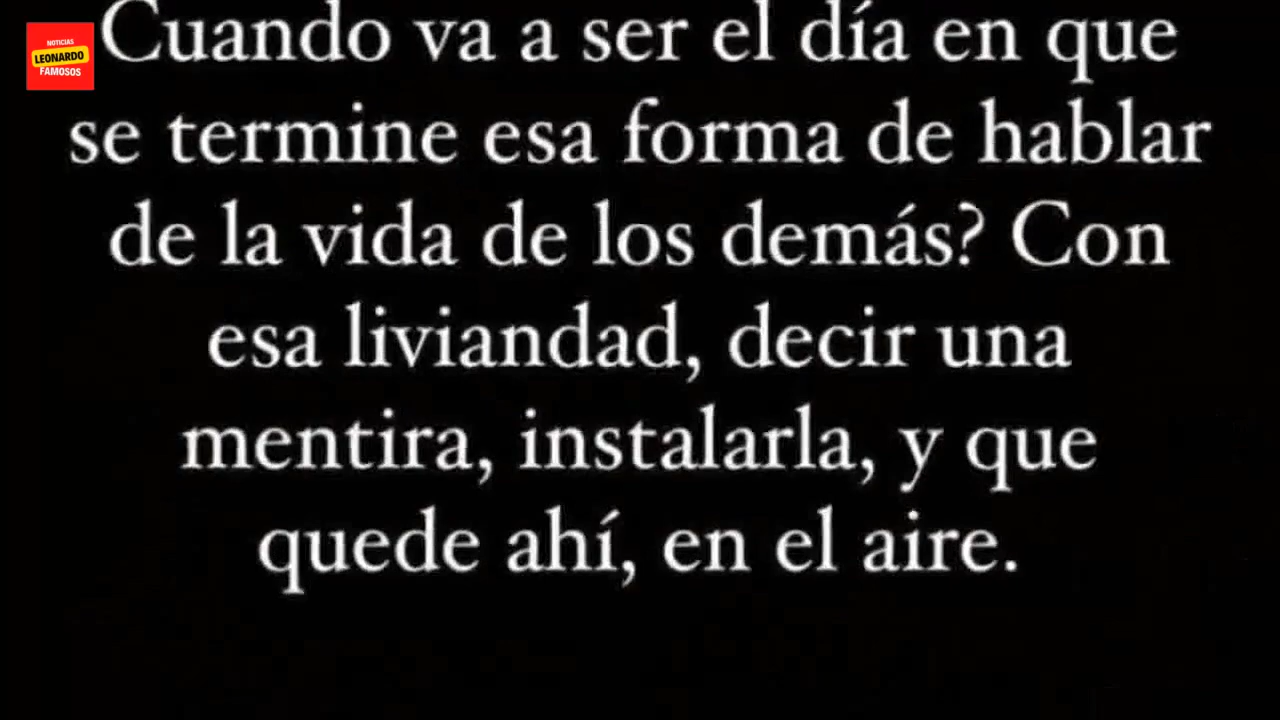 NOTICIAS
LEONARDO
FAMOSOS
Cuando va a ser el día en que
se termine esa forma de hablar
de la vida de los demás? Con
esa liviandad, decir una
mentira, instalarla, y que
quede ahí, en el aire.